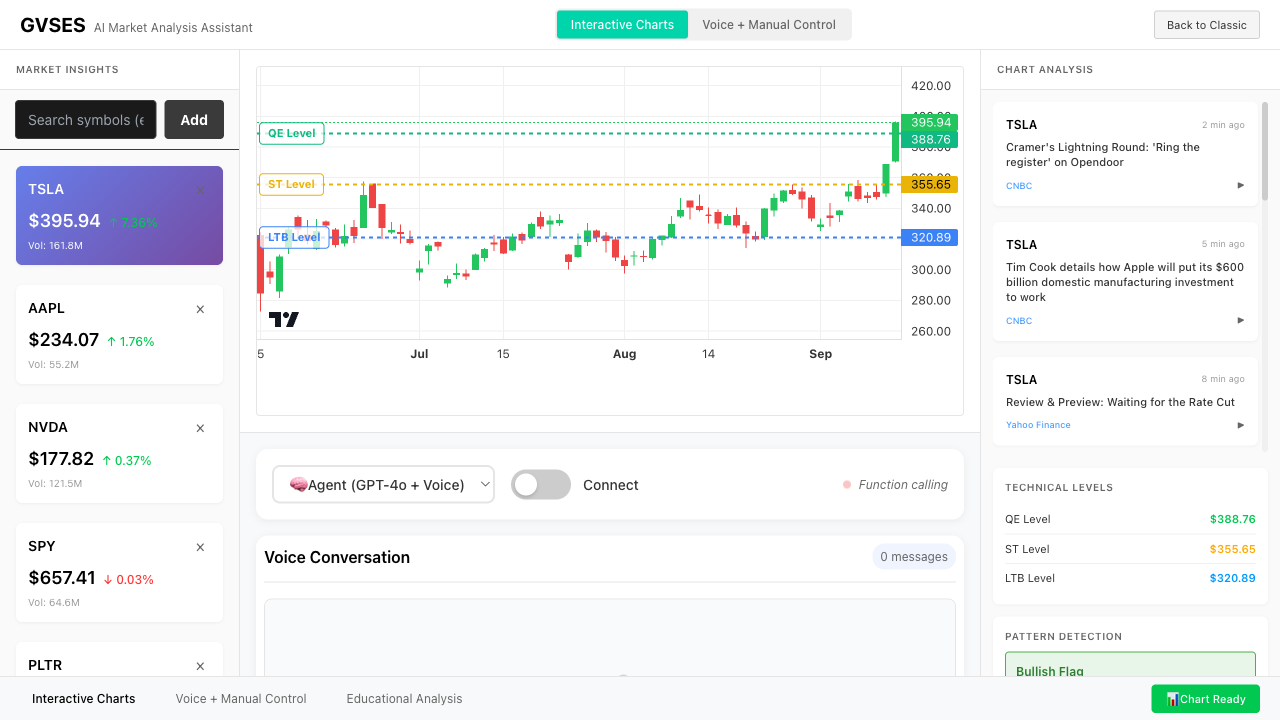 GVSES AI Market Analysis Assistant
Interactive Charts
Voice + Manual Control
Back to Classic
MARKET INSIGHTS
Search symbols (e
Add
TSLA ×
$395.94 ↑ 7.36%
Vol: 161.8M
AAPL ×
$234.07 ↑ 1.76%
Vol: 55.2M
NVDA ×
$177.82 ↑ 0.37%
Vol: 121.5M
SPY ×
$657.41 ↓ 0.03%
Vol: 64.6M
PLTR ×
QE Level
ST Level
LTB Level
420.00
395.94
388.76
355.65
340.00
320.89
300.00
280.00
260.00
5 Jul 15 Aug 14 Sep
🧠Agent (GPT-4o + Voice)
Connect
Function calling
Voice Conversation
0 messages
CHART ANALYSIS
TSLA 2 min ago
Cramer's Lightning Round: 'Ring the
register' on Opendoor
CNBC ▶
TSLA 5 min ago
Tim Cook details how Apple will put its $600
billion domestic manufacturing investment
to work
CNBC ▶
TSLA 8 min ago
Review & Preview: Waiting for the Rate Cut
Yahoo Finance ▶
TECHNICAL LEVELS
QE Level $388.76
ST Level $355.65
LTB Level $320.89
PATTERN DETECTION
Bullish Flag
Interactive Charts
Voice + Manual Control
Educational Analysis
📊Chart Ready